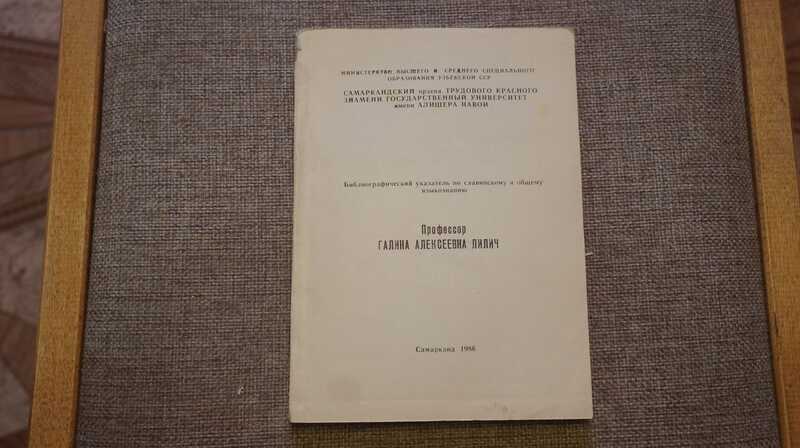 МИНИСТЕРСТВО ВЫСШЕГО И СРЕДНЕГО СПЕЦИАЛЬНОГО
ОБРАЗОВАНИЯ УЗБЕКСКОЙ ССР
САМАРКАНДСКИЙ ордена ТРУДОВОГО КРАСНОГО
ЗНАМЕНИ ГОСУДАРСТВЕННЫЙ УНИВЕРСИТЕТ
имени АЛИШЕРА НАВОИ
Библиографический указатель по славянскому и общему
языкознанию
Профессор
ГАЛИНА АЛЕКСЕЕВНА ЛИЛИЧ
Самарканд 1986